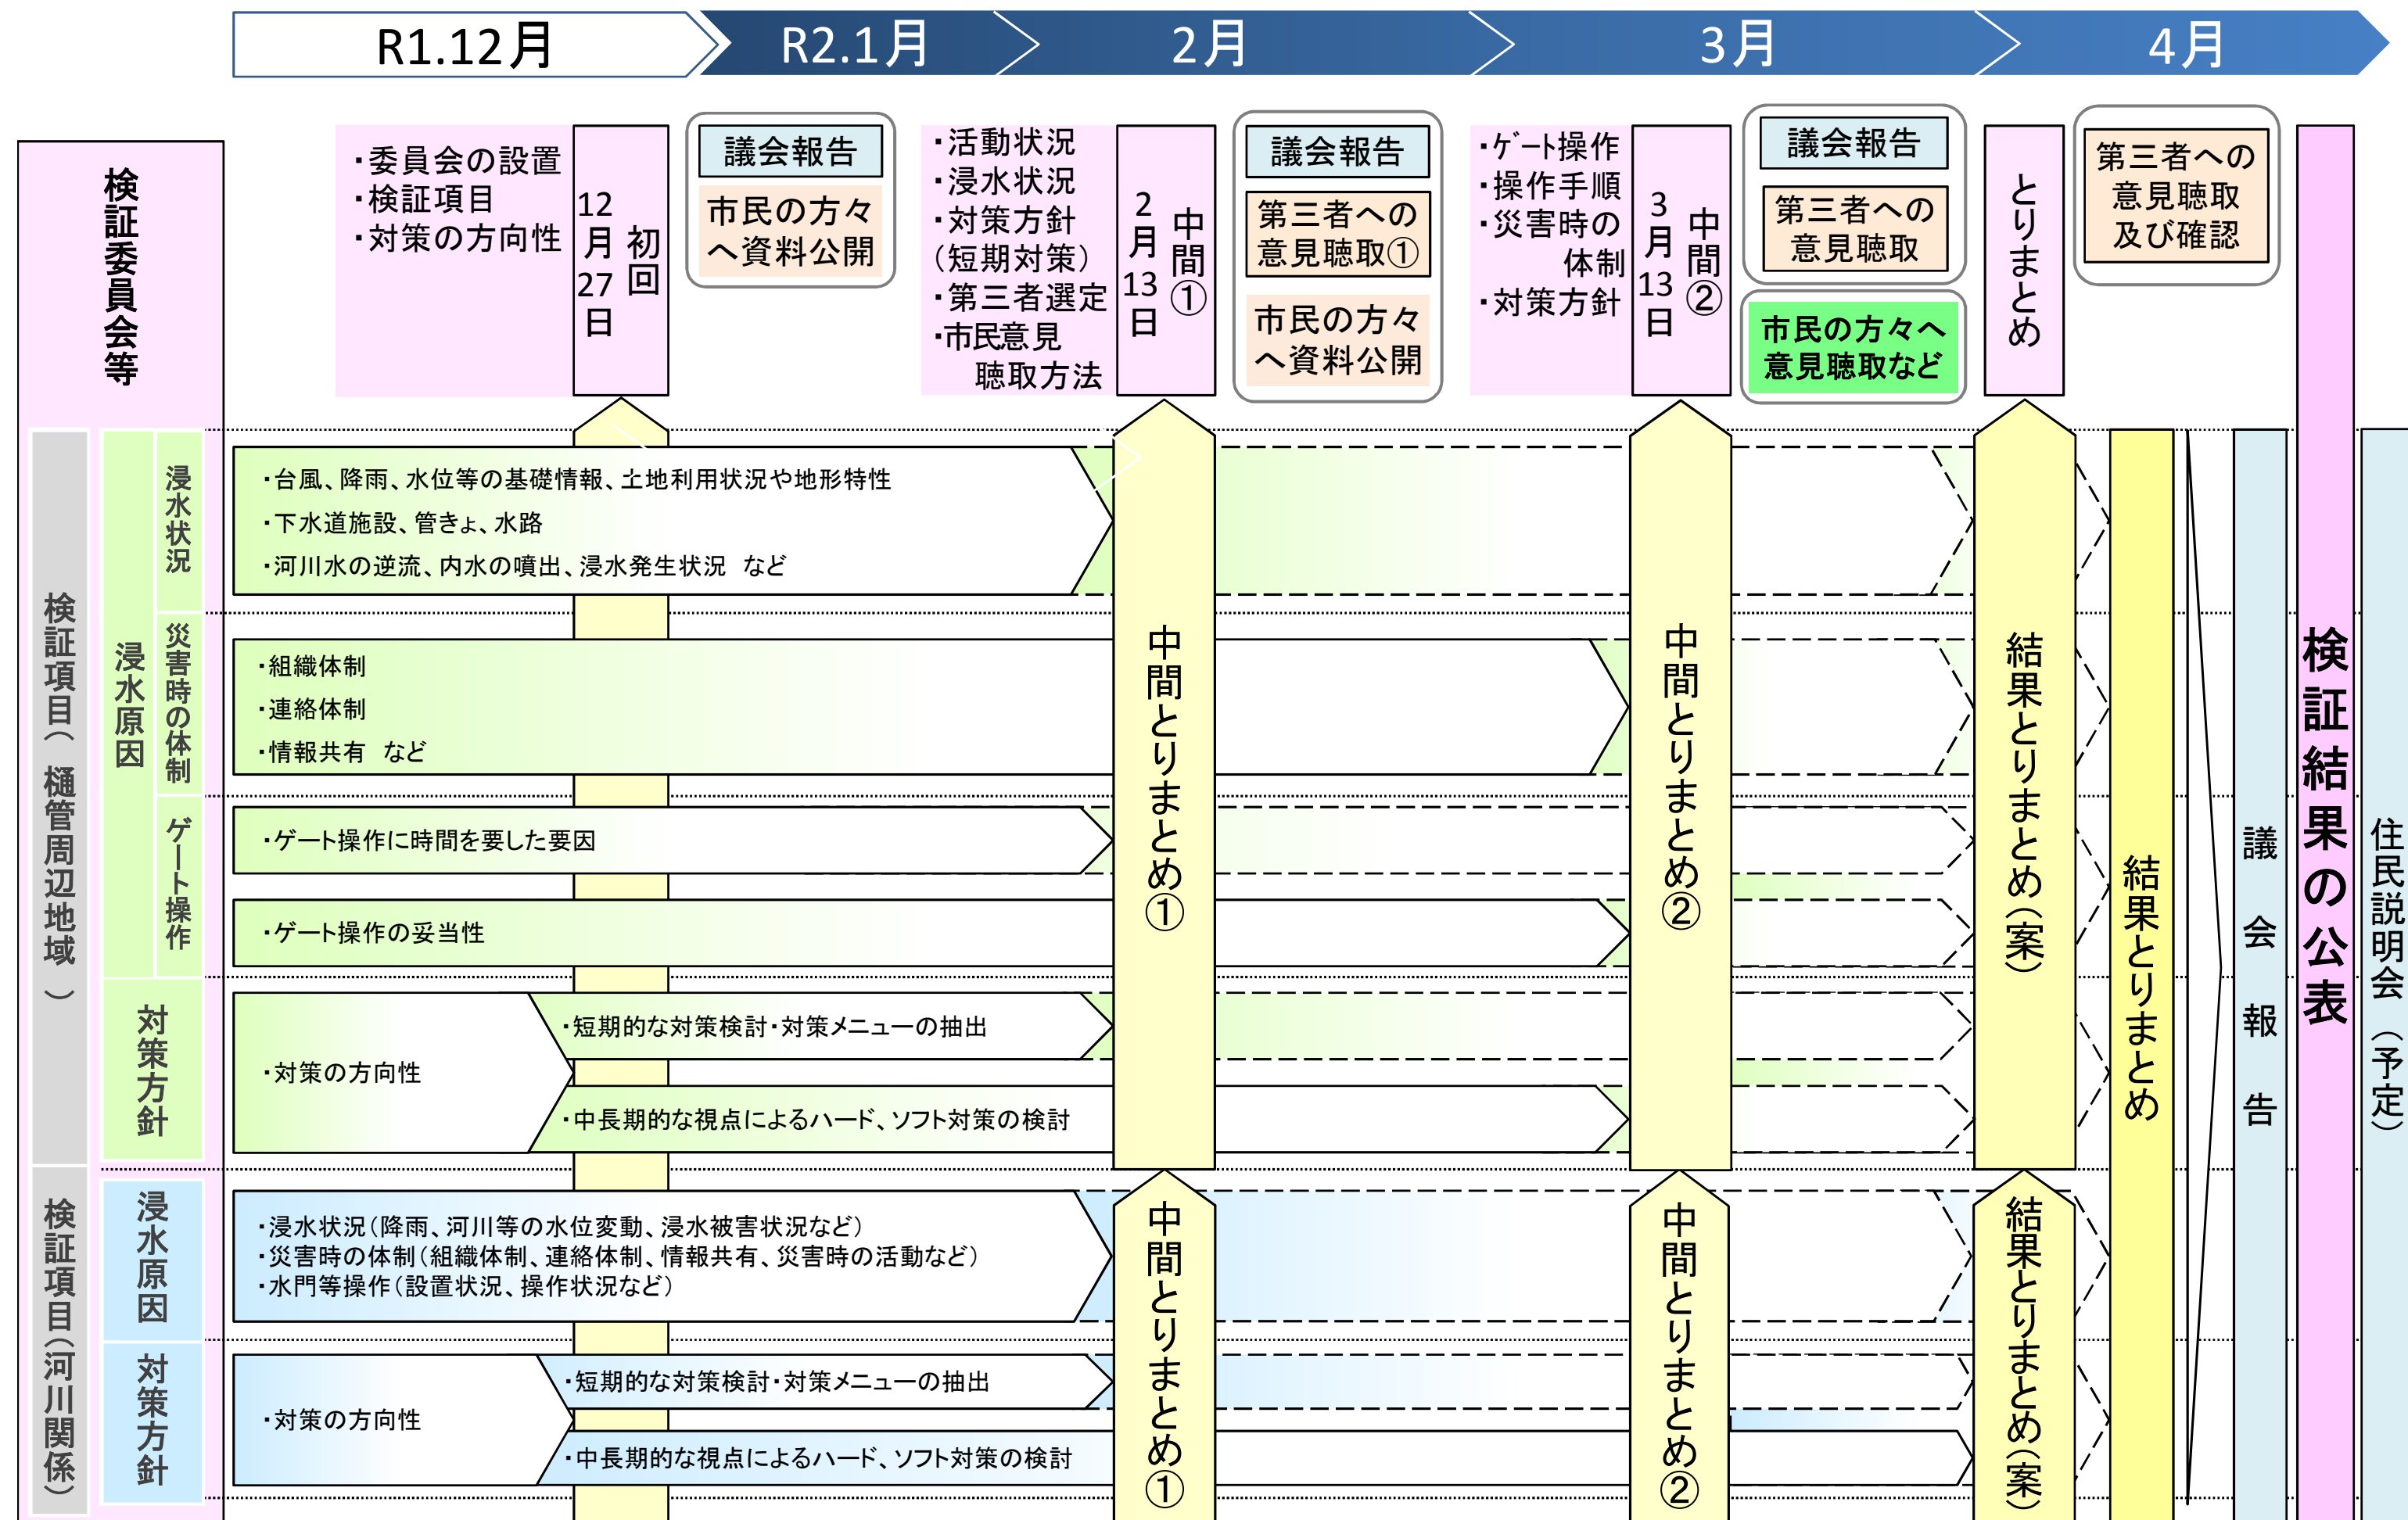 R1.12月
R2.1月
2月
3月
4月
検証委員会等
・委員会の設置
・検証項目
・対策の方向性
12月27日
初回
議会報告
市民の方々
へ資料公開
・活動状況
・浸水状況
・対策方針
(短期対策)
・第三者選定
・市民意見
聴取方法
2月13日
中間①
議会報告
第三者への
意見聴取①
市民の方々
へ資料公開
・ゲート操作
・操作手順
・災害時の
体制
・対策方針
3月13日
中間②
議会報告
第三者への
意見聴取
市民の方々へ
意見聴取など
とりまとめ
第三者への
意見聴取
及び確認
検証項目(樋管周辺地域)
浸水原因
浸水状況
・台風、降雨、水位等の基礎情報、土地利用状況や地形特性
・下水道施設、管きょ、水路
・河川水の逆流、内水の噴出、浸水発生状況 など
災害時の体制
・組織体制
・連絡体制
・情報共有 など
ゲート操作
・ゲート操作に時間を要した要因
・ゲート操作の妥当性
対策方針
・対策の方向性
・短期的な対策検討・対策メニューの抽出
・中長期的な視点によるハード、ソフト対策の検討
中間とりまとめ①
中間とりまとめ②
結果とりまとめ(案)
検証項目(河川関係)
浸水原因
・浸水状況(降雨、河川等の水位変動、浸水被害状況など)
・災害時の体制(組織体制、連絡体制、情報共有、災害時の活動など)
・水門等操作(設置状況、操作状況など)
対策方針
・対策の方向性
・短期的な対策検討・対策メニューの抽出
・中長期的な視点によるハード、ソフト対策の検討
中間とりまとめ①
中間とりまとめ②
結果とりまとめ(案)
結果とりまとめ
議会報告
検証結果の公表
住民説明会(予定)